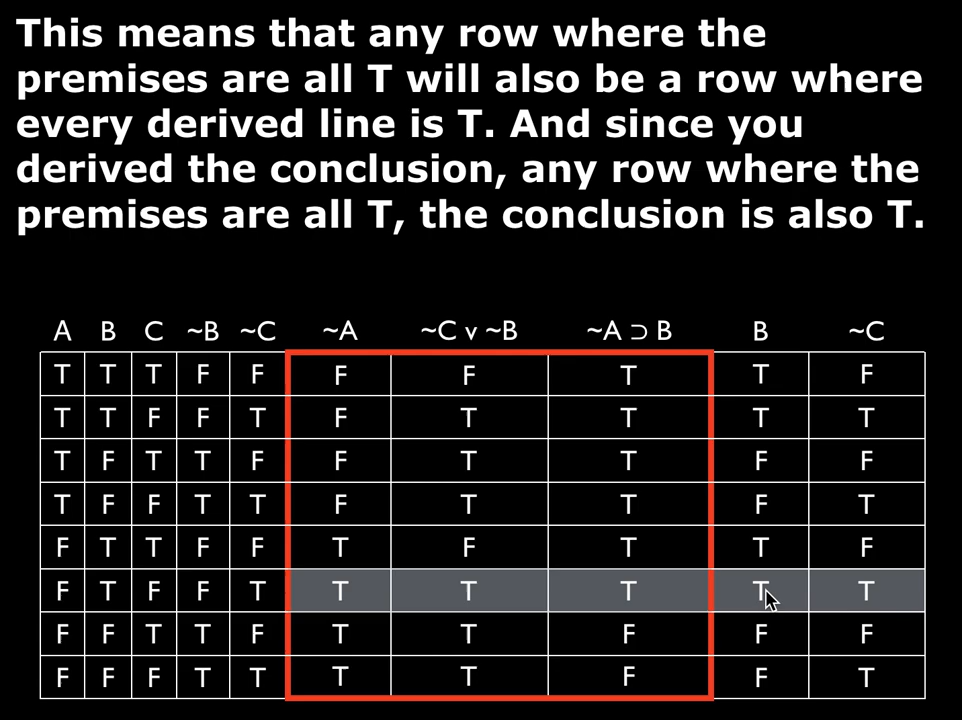 This means that any row where the
premises are all T will also be a row where
every derived line is T. And since you
derived the conclusion, any row where the
premises are all T, the conclusion is also T.
A B C ~B ~C ~A ~C v ~B ~A ⊃ B B ~C
T T T F F F F T T F
T T F F T F T T T T
T F T T F F T T F F
T F F T T F T T F T
F T T F F T F T T F
F T F F T T T T T T
F F T T F T T F F F
F F F T T T T F F T